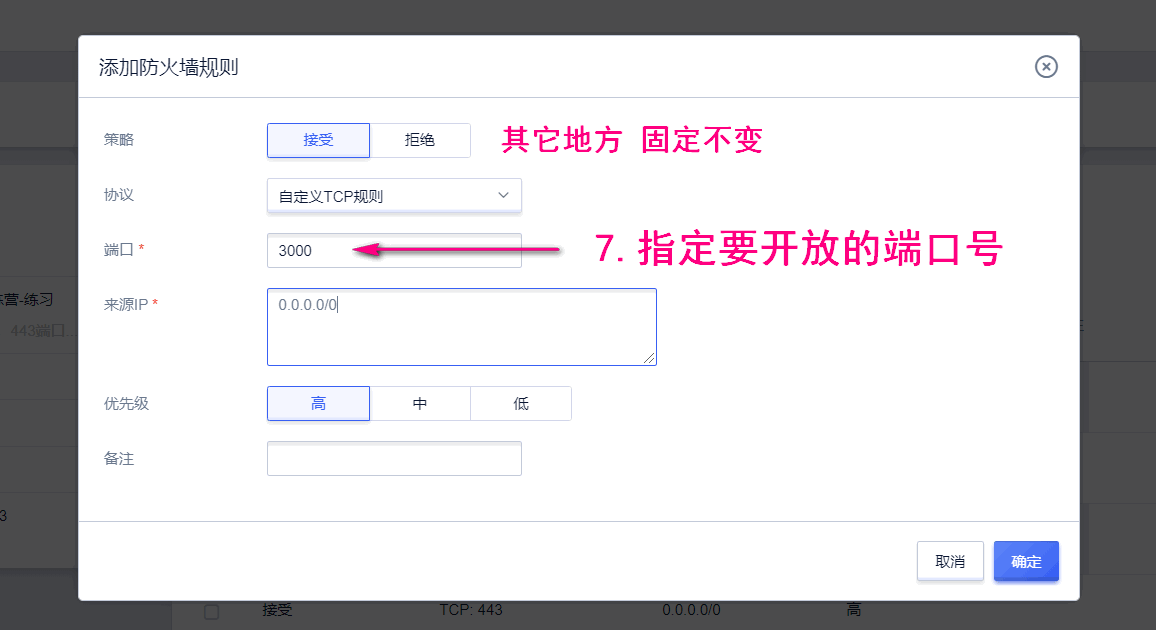 添加防火墙规则
策略 接受 拒绝 其它地方 固定不变
协议 自定义TCP规则
端口 * 3000 7. 指定要开放的端口号
来源IP * 0.0.0.0/0
营-练习
443端口...
优先级 高 中 低
备注
3
取消 确定
接受 TCP: 443 0.0.0.0/0 高